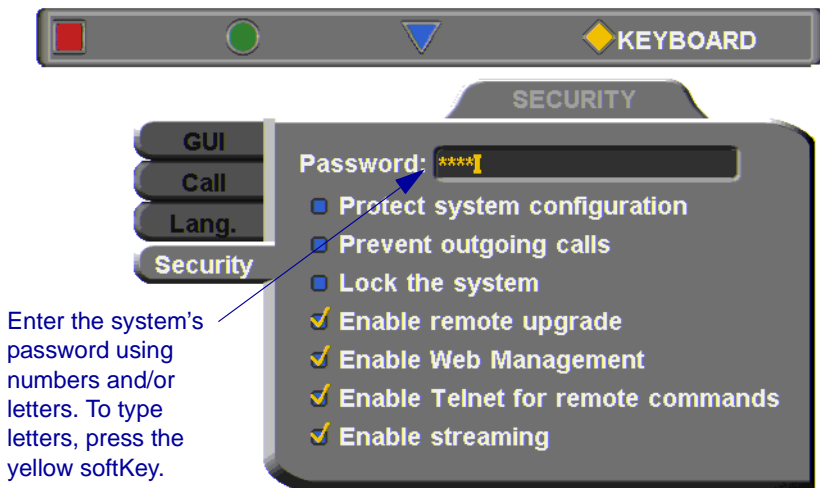 KEYBOARD
SECURITY
GUI
Call
Lang.
Security
Password: ****
Protect system configuration
Prevent outgoing calls
Lock the system
Enable remote upgrade
Enable Web Management
Enable Telnet for remote commands
Enable streaming
Enter the system's
password using
numbers and/or
letters. To type
letters, press the
yellow softKey.